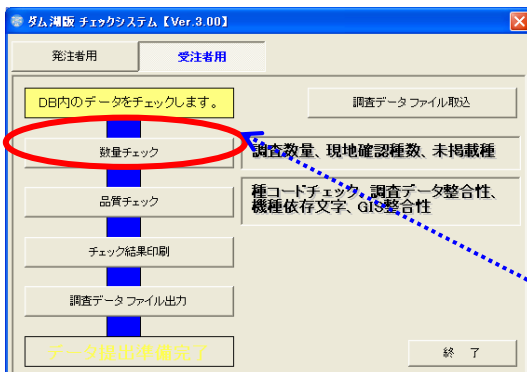 ダム湖版 チェックシステム【Ver.3.00】
発注者用
受注者用
DB内のデータをチェックします。
調査データ ファイル取込
数量チェック
調査数量、現地確認種数、未掲載種
品質チェック
種コードチェック、調査データ整合性、
機種依存文字、GIS整合性
チェック結果印刷
調査データ ファイル出力
データ提出準備完了
終 了